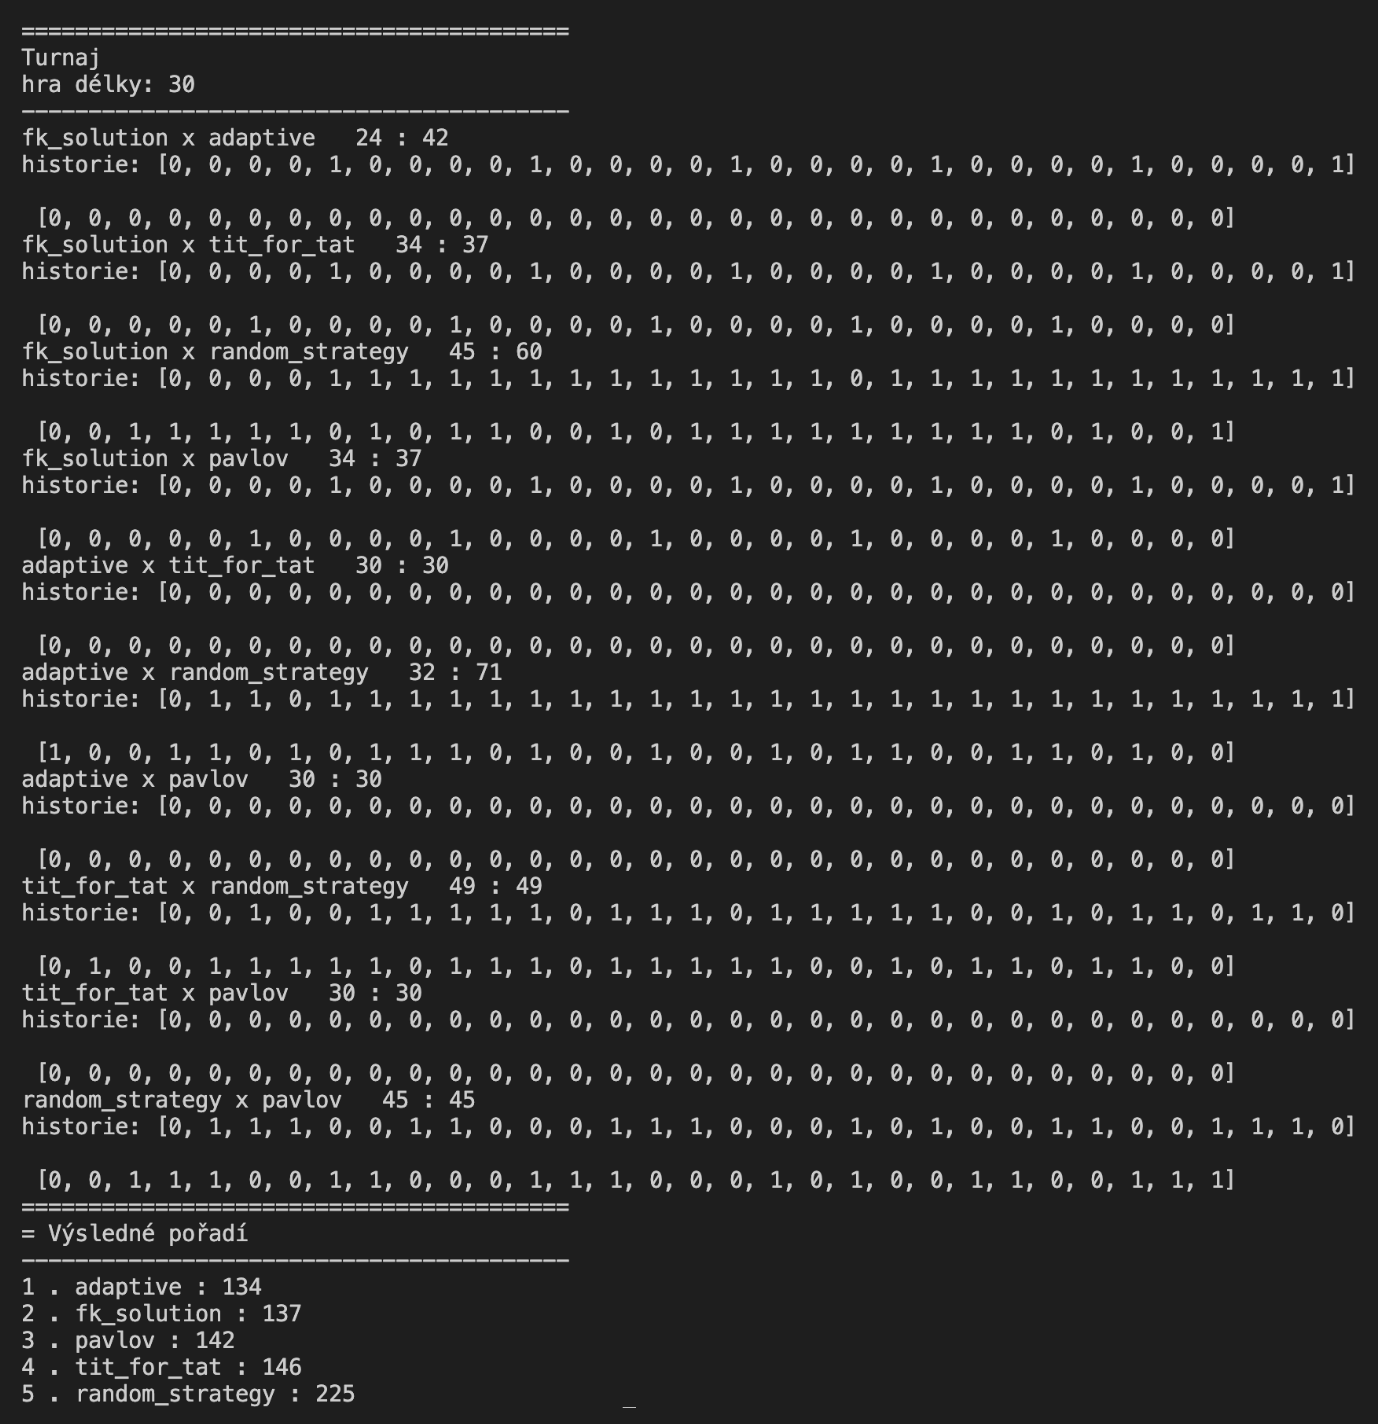 ========================================
Turnaj
hra délky: 30
----------------------------------------
fk_solution x adaptive   24 : 42
historie: [0, 0, 0, 0, 1, 0, 0, 0, 0, 1, 0, 0, 0, 0, 1, 0, 0, 0, 0, 1, 0, 0, 0, 0, 1, 0, 0, 0, 0, 1]
[0, 0, 0, 0, 0, 0, 0, 0, 0, 0, 0, 0, 0, 0, 0, 0, 0, 0, 0, 0, 0, 0, 0, 0, 0, 0, 0, 0, 0, 0]
fk_solution x tit_for_tat   34 : 37
historie: [0, 0, 0, 0, 1, 0, 0, 0, 0, 1, 0, 0, 0, 0, 1, 0, 0, 0, 0, 1, 0, 0, 0, 0, 1, 0, 0, 0, 0, 1]
[0, 0, 0, 0, 0, 1, 0, 0, 0, 0, 1, 0, 0, 0, 0, 1, 0, 0, 0, 0, 1, 0, 0, 0, 0, 1, 0, 0, 0, 0]
fk_solution x random_strategy   45 : 60
historie: [0, 0, 0, 0, 1, 1, 1, 1, 1, 1, 1, 1, 1, 1, 1, 1, 1, 0, 1, 1, 1, 1, 1, 1, 1, 1, 1, 1, 1, 1]
[0, 0, 1, 1, 1, 1, 1, 0, 1, 0, 1, 1, 0, 0, 1, 0, 1, 1, 1, 1, 1, 1, 1, 1, 1, 0, 1, 0, 0, 1]
fk_solution x pavlov   34 : 37
historie: [0, 0, 0, 0, 1, 0, 0, 0, 0, 1, 0, 0, 0, 0, 1, 0, 0, 0, 0, 1, 0, 0, 0, 0, 1, 0, 0, 0, 0, 1]
[0, 0, 0, 0, 0, 1, 0, 0, 0, 0, 1, 0, 0, 0, 0, 1, 0, 0, 0, 0, 1, 0, 0, 0, 0, 1, 0, 0, 0, 0]
adaptive x tit_for_tat   30 : 30
historie: [0, 0, 0, 0, 0, 0, 0, 0, 0, 0, 0, 0, 0, 0, 0, 0, 0, 0, 0, 0, 0, 0, 0, 0, 0, 0, 0, 0, 0, 0]
[0, 0, 0, 0, 0, 0, 0, 0, 0, 0, 0, 0, 0, 0, 0, 0, 0, 0, 0, 0, 0, 0, 0, 0, 0, 0, 0, 0, 0, 0]
adaptive x random_strategy   32 : 71
historie: [0, 1, 1, 0, 1, 1, 1, 1, 1, 1, 1, 1, 1, 1, 1, 1, 1, 1, 1, 1, 1, 1, 1, 1, 1, 1, 1, 1, 1, 1]
[1, 0, 0, 1, 1, 0, 1, 0, 1, 1, 1, 0, 1, 0, 0, 1, 0, 0, 1, 0, 1, 1, 0, 0, 1, 1, 0, 1, 0, 0]
adaptive x pavlov   30 : 30
historie: [0, 0, 0, 0, 0, 0, 0, 0, 0, 0, 0, 0, 0, 0, 0, 0, 0, 0, 0, 0, 0, 0, 0, 0, 0, 0, 0, 0, 0, 0]
[0, 0, 0, 0, 0, 0, 0, 0, 0, 0, 0, 0, 0, 0, 0, 0, 0, 0, 0, 0, 0, 0, 0, 0, 0, 0, 0, 0, 0, 0]
tit_for_tat x random_strategy   49 : 49
historie: [0, 0, 1, 0, 0, 1, 1, 1, 1, 1, 0, 1, 1, 1, 0, 1, 1, 1, 1, 1, 0, 0, 1, 0, 1, 1, 0, 1, 1, 0]
[0, 1, 0, 0, 1, 1, 1, 1, 1, 0, 1, 1, 1, 0, 1, 1, 1, 1, 1, 0, 0, 1, 0, 1, 1, 0, 1, 1, 0, 0]
tit_for_tat x pavlov   30 : 30
historie: [0, 0, 0, 0, 0, 0, 0, 0, 0, 0, 0, 0, 0, 0, 0, 0, 0, 0, 0, 0, 0, 0, 0, 0, 0, 0, 0, 0, 0, 0]
[0, 0, 0, 0, 0, 0, 0, 0, 0, 0, 0, 0, 0, 0, 0, 0, 0, 0, 0, 0, 0, 0, 0, 0, 0, 0, 0, 0, 0, 0]
random_strategy x pavlov   45 : 45
historie: [0, 1, 1, 1, 0, 0, 1, 1, 0, 0, 0, 1, 1, 1, 0, 0, 0, 1, 0, 1, 0, 0, 1, 1, 0, 0, 1, 1, 1, 0]
[0, 0, 1, 1, 1, 0, 0, 1, 1, 0, 0, 0, 1, 1, 1, 0, 0, 0, 1, 0, 1, 0, 0, 1, 1, 0, 0, 1, 1, 1]
========================================
= Výsledné pořadí
----------------------------------------
1 . adaptive : 134
2 . fk_solution : 137
3 . pavlov : 142
4 . tit_for_tat : 146
5 . random_strategy : 225